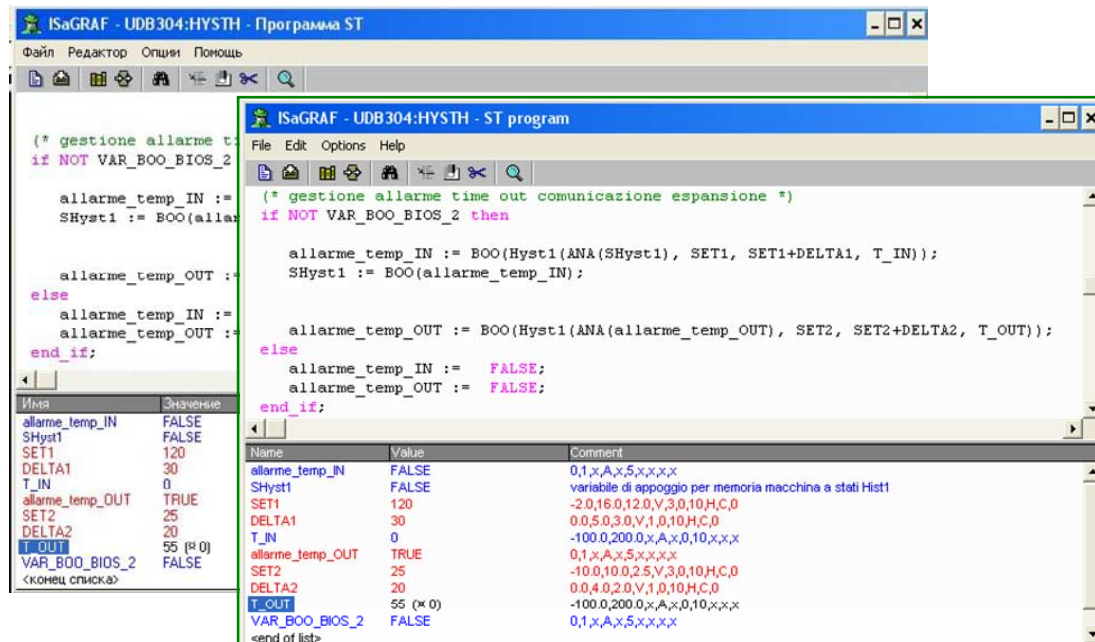 ISaGRAF - UDB304:HYSTH - Программа ST
Файл Редактор Опции Помощь
(* gestione allarme
if NOT VAR_BOO_BIOS_2
allarme_temp_IN :=
SHyst1 :=
allarme_temp_OUT :=
else
allarme_temp_IN :=
allarme_temp_OUT :=
end_if;
Имя Значение
allarme_temp_IN FALSE
SHyst1 FALSE
SET1 120
DELTA1 30
T_IN 0
allarme_temp_OUT TRUE
SET2 25
DELTA2 20
T_OUT 55 (¤ 0)
VAR_BOO_BIOS_2 FALSE
<конец списка>
ISaGRAF - UDB304:HYSTH - ST program
File Edit Options Help
(* gestione allarme time out comunicazione espansione *)
if NOT VAR_BOO_BIOS_2 then
allarme_temp_IN := BOO(Hyst1(ANA(SHyst1), SET1, SET1+DELTA1, T_IN));
SHyst1 := BOO(allarme_temp_IN);
allarme_temp_OUT := BOO(Hyst1(ANA(allarme_temp_OUT), SET2, SET2+DELTA2, T_OUT));
else
allarme_temp_IN := FALSE;
allarme_temp_OUT := FALSE;
end_if;
Name Value Comment
allarme_temp_IN FALSE 0,1,x,A,x,5,x,x,x,x
SHyst1 FALSE variabile di appoggio per memoria macchina a stati Hist1
SET1 120 -2.0,16.0,12.0,V,3,0,10,H,C,0
DELTA1 30 0.0,5.0,3.0,V,1,0,10,H,C,0
T_IN 0 -100.0,200.0,x,A,x,0,10,x,x,x
allarme_temp_OUT TRUE 0,1,x,A,x,5,x,x,x,x
SET2 25 -10.0,10.0,2.5,V,3,0,10,H,C,0
DELTA2 20 0.0,4.0,2.0,V,1,0,10,H,C,0
T_OUT 55 (¤ 0) -100.0,200.0,x,A,x,0,10,x,x,x
VAR_BOO_BIOS_2 FALSE 0,1,x,A,x,5,x,x,x,x
<end of list>